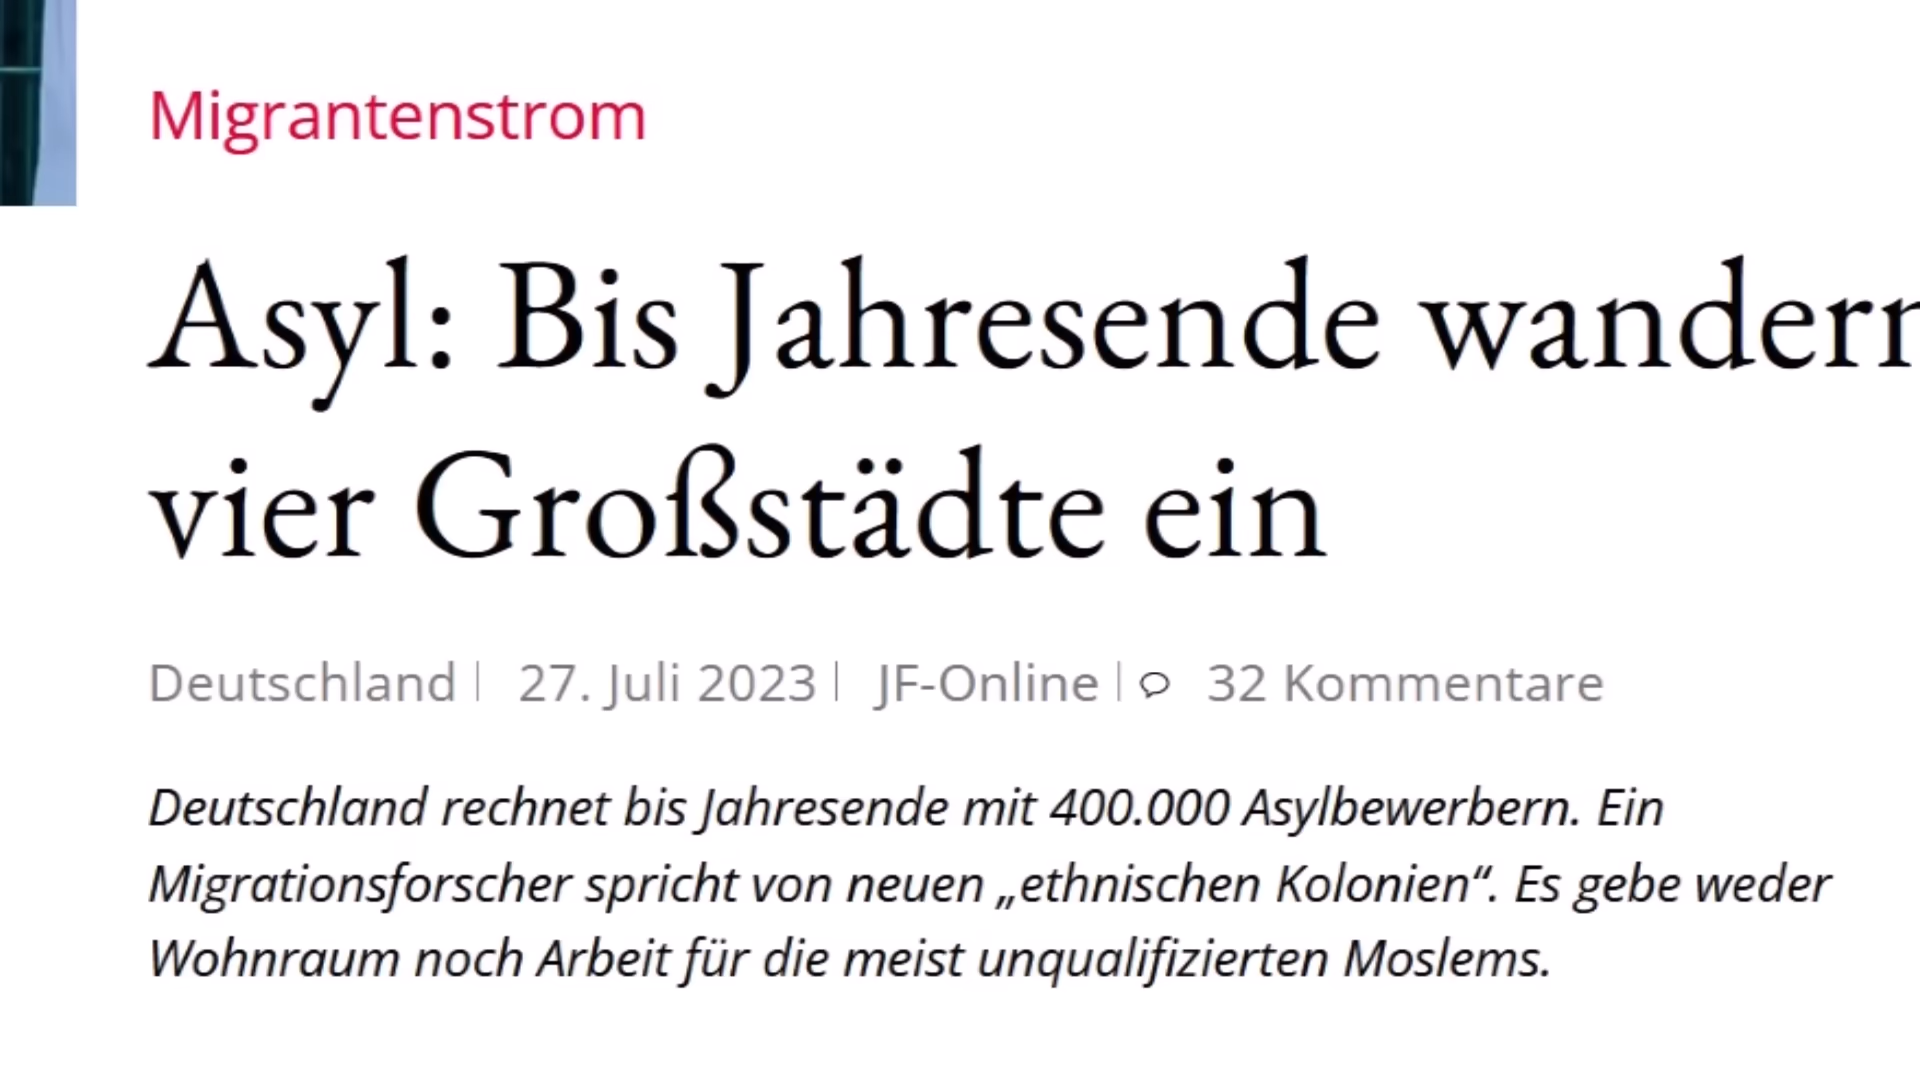 Migrantenstrom
Asyl: Bis Jahresende wandern
vier Großstädte ein
Deutschland | 27. Juli 2023 | JF-Online | 32 Kommentare
Deutschland rechnet bis Jahresende mit 400.000 Asylbewerbern. Ein
Migrationsforscher spricht von neuen „ethnischen Kolonien“. Es gebe weder
Wohnraum noch Arbeit für die meist unqualifizierten Moslems.